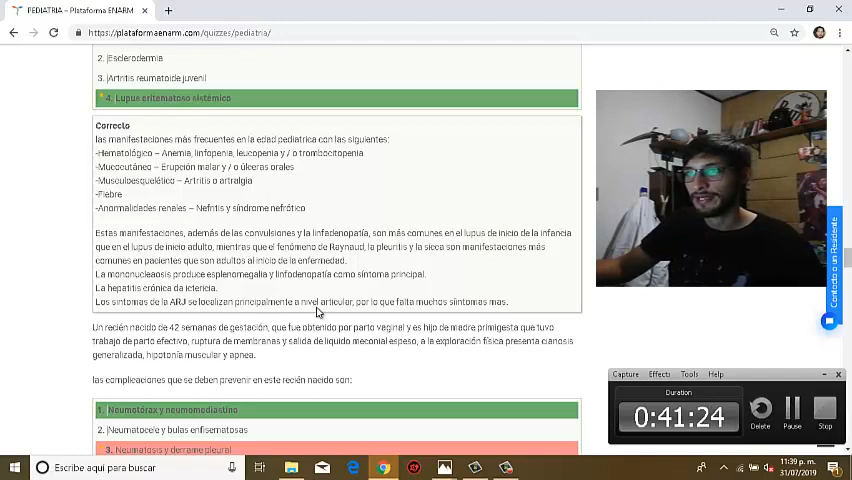 PEDIATRIA – Plataforma ENARM
https://plataformaenarm.com/quizzes/pediatria/
2. Esclerodermia
3. Artritis reumatoide juvenil
* 4. Lupus eritematoso sistémico
Correcto
las manifestaciones más frecuentes en la edad pediatrica con las siguientes:
-Hematológico – Anemia, linfopenia, leucopenia y / o trombocitopenia
-Mucocutáneo – Erupción malar y / o úlceras orales
-Musculoesquelético – Artritis o artralgia
-Fiebre
-Anormalidades renales – Nefritis y síndrome nefrótico
Estas manifestaciones, además de las convulsiones y la linfadenopatía, son más comunes en el lupus de inicio de la infancia
que en el lupus de inicio adulto, mientras que el fenómeno de Raynaud, la pleuritis y la sicca son manifestaciones más
comunes en pacientes que son adultos al inicio de la enfermedad.
La mononucleosis produce esplenomegalia y linfodenopatía como síntoma principal.
La hepatitis crónica da ictericia.
Los sintomas de la ARJ se localizan principalmente a nivel articular, por lo que falta muchos síintomas mas.
Un recién nacido de 42 semanas de gestación, que fue obtenido por parto vaginal y es hijo de madre primigesta que tuvo
trabajo de parto efectivo, ruptura de membranas y salida de liquido meconial espeso, a la exploración física presenta cianosis
generalizada, hipotonía muscular y apnea.
las complicaciones que se deben prevenir en este recién nacido son:
1. Neumotórax y neumomodiastino
2. Neumatocele y bulas enfisematosas
3. Neumatosis y derrame pleural
Contacto a un Residente
Capture Effects Tools Help
Duration
0:41:24
Delete
Pause
Stop
Escribe aquí para buscar
11:39 p. m.
31/07/2019